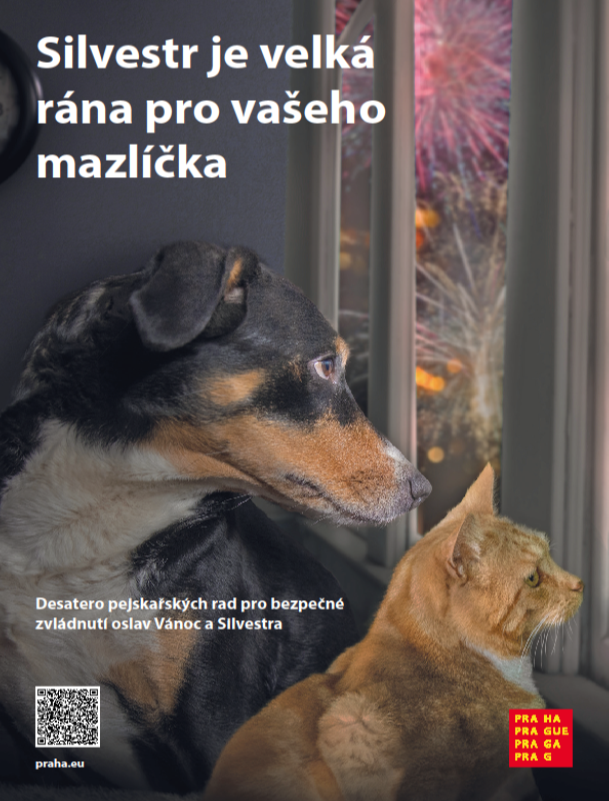 Silvestr je velká
rána pro vašeho
mazlíčka
Desatero pejskařských rad pro bezpečné
zvládnutí oslav Vánoc a Silvestra
praha.eu
PRA HA
PRA GUE
PRA GA
PRA G